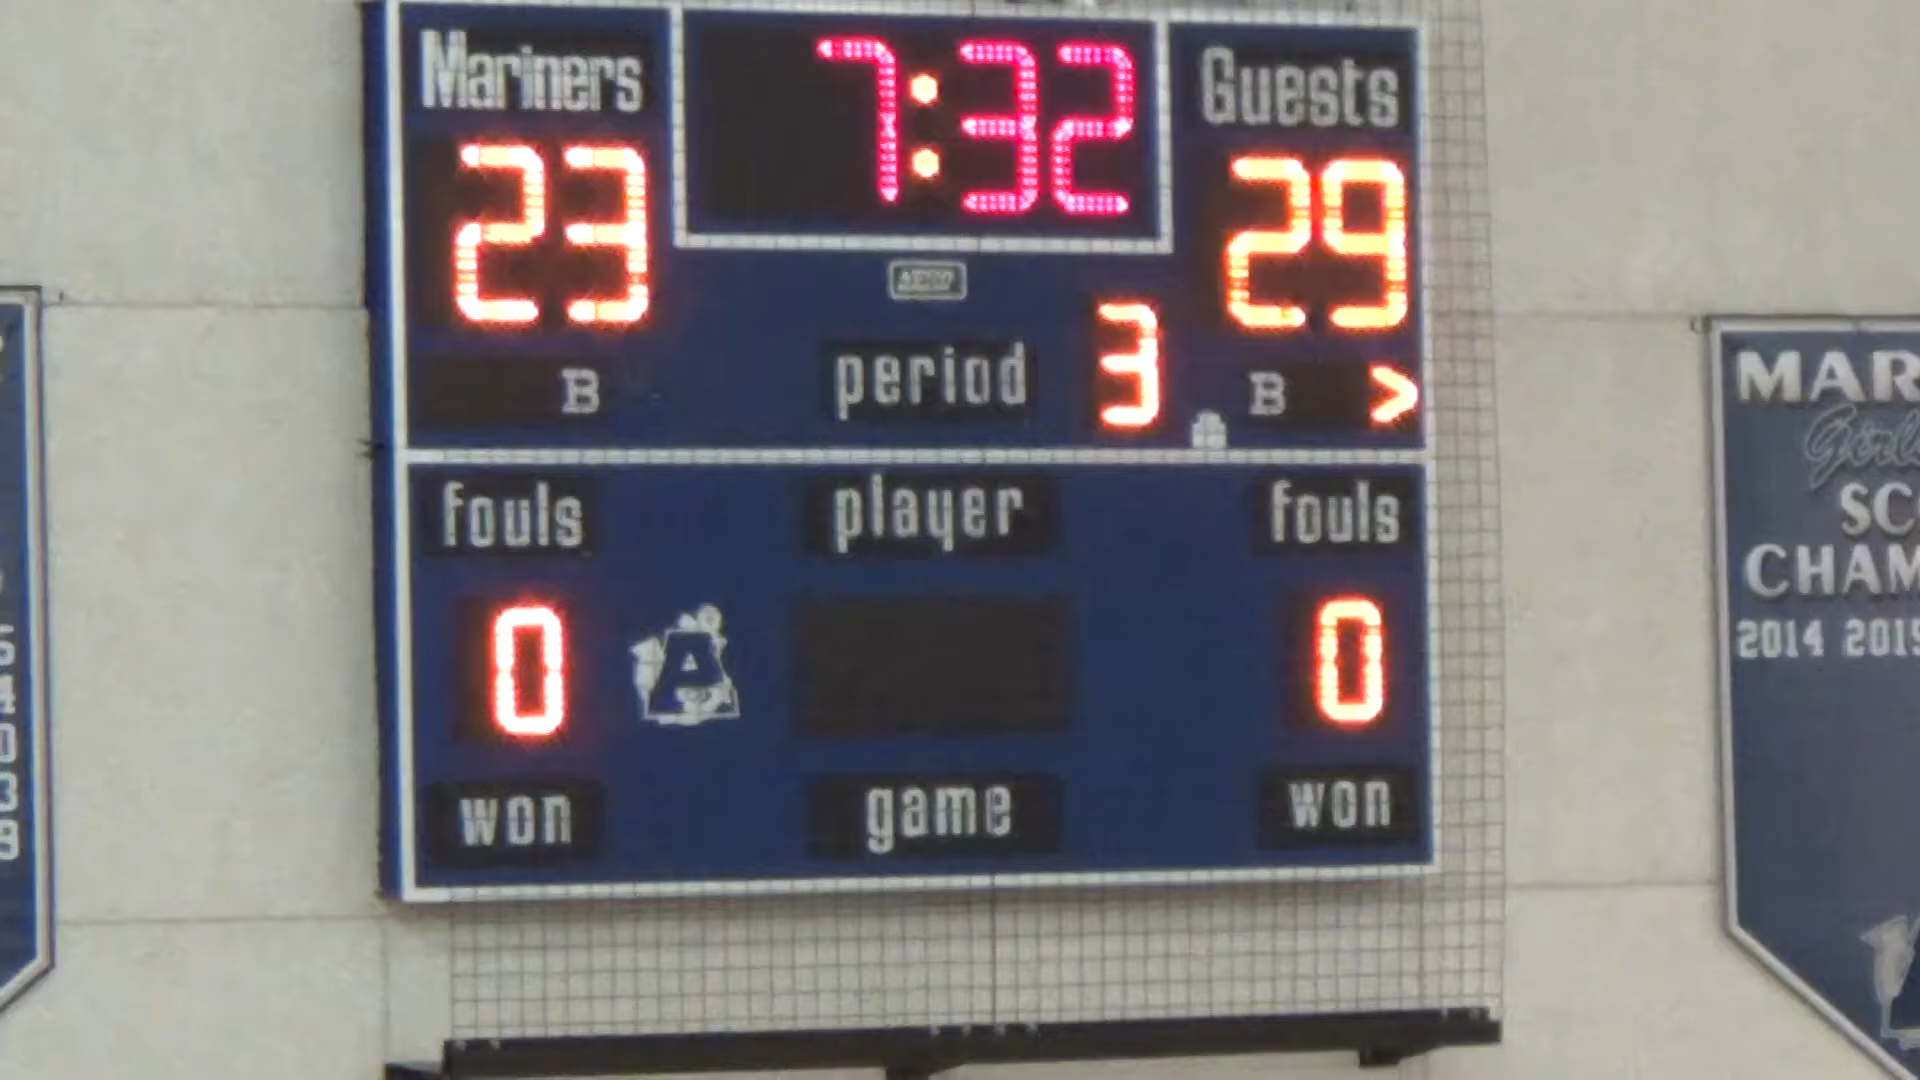 Mariners 7:32 Guests
23 29
B period 3 B >
fouls player fouls
0 A 0
won game won
MAR
Girls
SC
CHAM
2014 2015